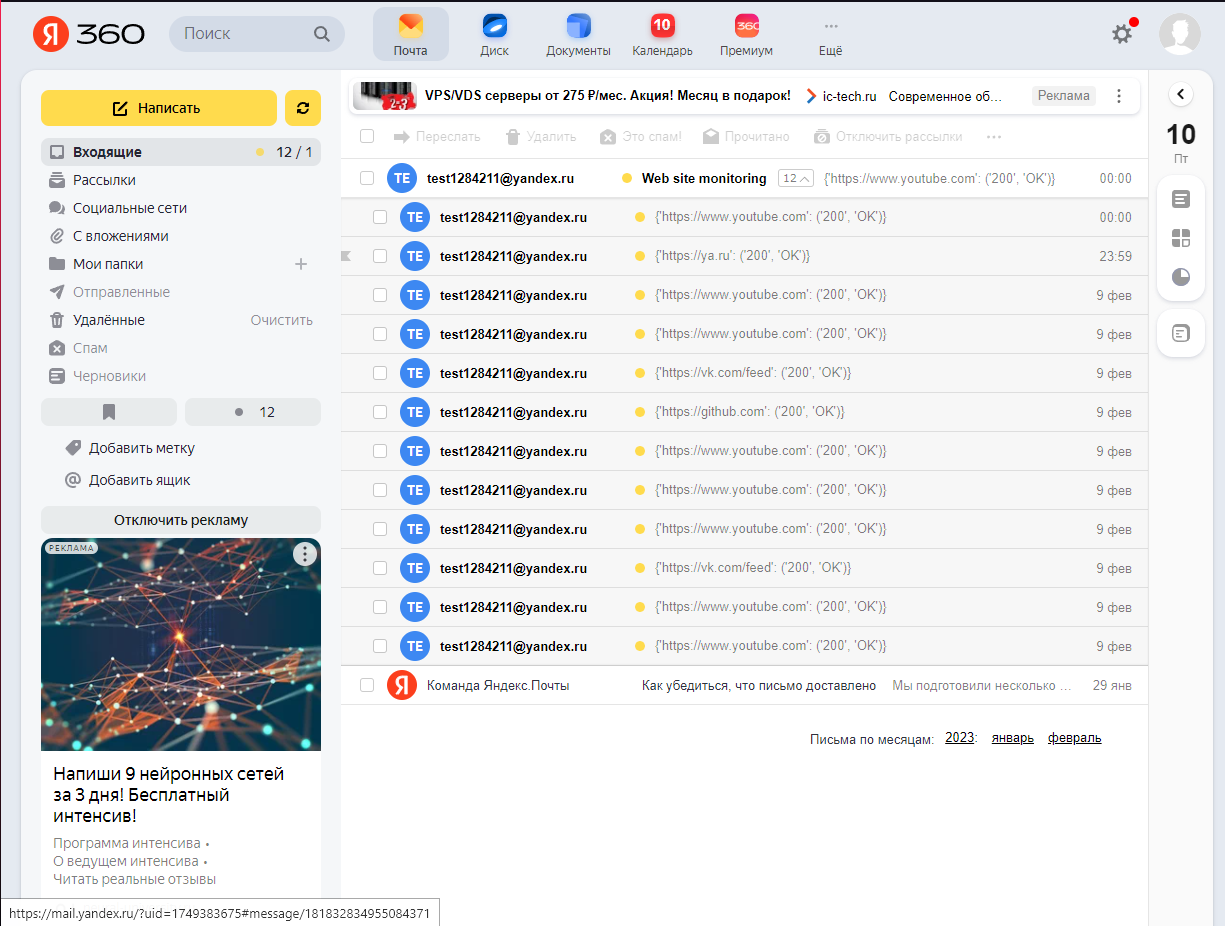 Я 360
Поиск
Почта
Диск
Документы
10
Календарь
360
Премиум
Ещё
Написать
Входящие 12 / 1
Рассылки
Социальные сети
С вложениями
Мои папки
Отправленные
Удалённые Очистить
Спам
Черновики
12
Добавить метку
Добавить ящик
Отключить рекламу
РЕКЛАМА
Напиши 9 нейронных сетей
за 3 дня! Бесплатный
интенсив!
Программа интенсива •
О ведущем интенсива •
Читать реальные отзывы
https://mail.yandex.ru/?uid=1749383675#message/181832834955084371
2-3 VPS/VDS серверы от 275 ₽/мес. Акция! Месяц в подарок! ic-tech.ru Современное об... Реклама
Переслать Удалить Это спам! Прочитано Отключить рассылки
TE test1284211@yandex.ru Web site monitoring 12 {'https://www.youtube.com': ('200', 'OK')} 00:00
TE test1284211@yandex.ru {'https://www.youtube.com': ('200', 'OK')} 00:00
TE test1284211@yandex.ru {'https://ya.ru': ('200', 'OK')} 23:59
TE test1284211@yandex.ru {'https://www.youtube.com': ('200', 'OK')} 9 фев
TE test1284211@yandex.ru {'https://www.youtube.com': ('200', 'OK')} 9 фев
TE test1284211@yandex.ru {'https://vk.com/feed': ('200', 'OK')} 9 фев
TE test1284211@yandex.ru {'https://github.com': ('200', 'OK')} 9 фев
TE test1284211@yandex.ru {'https://www.youtube.com': ('200', 'OK')} 9 фев
TE test1284211@yandex.ru {'https://www.youtube.com': ('200', 'OK')} 9 фев
TE test1284211@yandex.ru {'https://www.youtube.com': ('200', 'OK')} 9 фев
TE test1284211@yandex.ru {'https://vk.com/feed': ('200', 'OK')} 9 фев
TE test1284211@yandex.ru {'https://www.youtube.com': ('200', 'OK')} 9 фев
TE test1284211@yandex.ru {'https://www.youtube.com': ('200', 'OK')} 9 фев
Я Команда Яндекс.Почты Как убедиться, что письмо доставлено Мы подготовили несколько ... 29 янв
Письма по месяцам: 2023: январь февраль
10
Пт